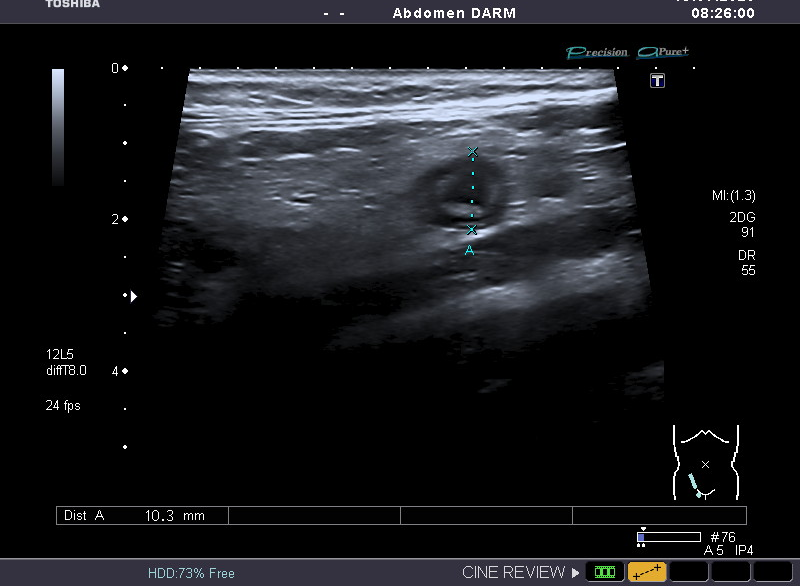 TOSHIBA
- - Abdomen DARM
08:26:00
Precision APure+
0
T
MI:(1.3)
2DG
91
DR
55
2
A
12L5
diffT8.0
4
24 fps
Dist A 10.3 mm
#76
A 5 IP4
HDD:73% Free
CINE REVIEW